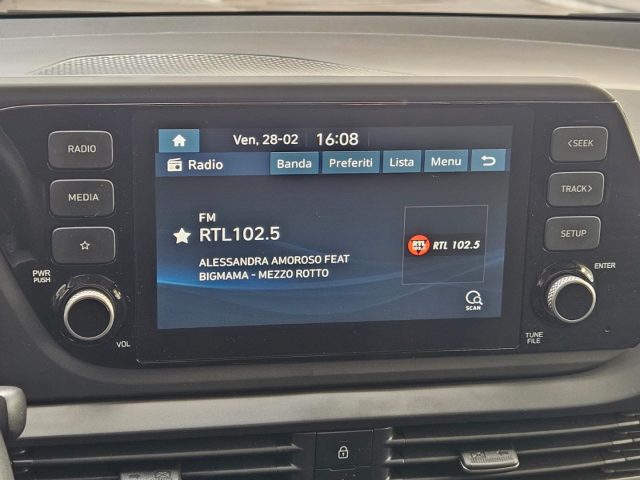 RADIO
MEDIA
PWR
PUSH
VOL
Ven, 28-02 16:08
Radio Banda Preferiti Lista Menu
FM
RTL102.5
ALESSANDRA AMOROSO FEAT
BIGMAMA - MEZZO ROTTO
RTL RTL 102.5
SCAN
<SEEK
TRACK>
SETUP
ENTER
TUNE
FILE